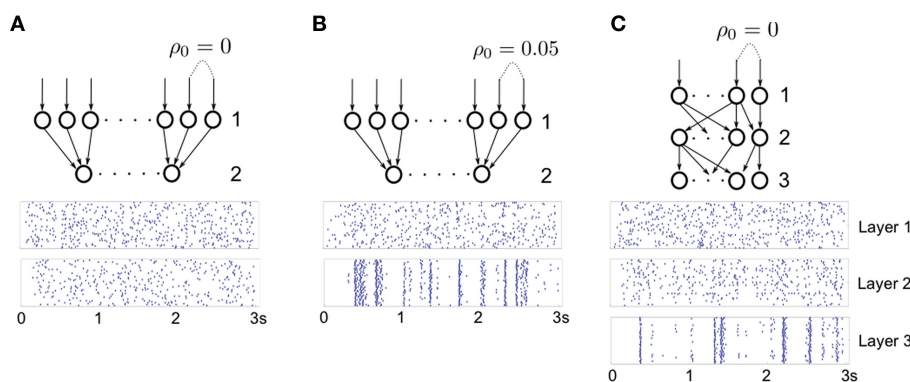 A
ρ₀ = 0
1
2
0 1 2 3s
B
ρ₀ = 0.05
1
2
0 1 2 3s
C
ρ₀ = 0
1
2
3
Layer 1
Layer 2
Layer 3
0 1 2 3s